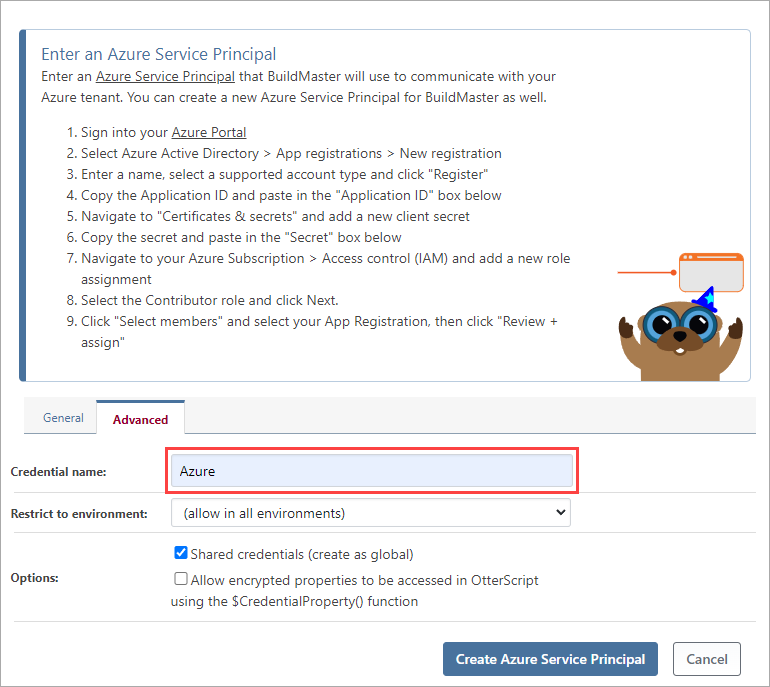 Enter an Azure Service Principal
Enter an Azure Service Principal that BuildMaster will use to communicate with your
Azure tenant. You can create a new Azure Service Principal for BuildMaster as well.
1. Sign into your Azure Portal
2. Select Azure Active Directory > App registrations > New registration
3. Enter a name, select a supported account type and click "Register"
4. Copy the Application ID and paste in the "Application ID" box below
5. Navigate to "Certificates & secrets" and add a new client secret
6. Copy the secret and paste in the "Secret" box below
7. Navigate to your Azure Subscription > Access control (IAM) and add a new role
assignment
8. Select the Contributor role and click Next.
9. Click "Select members" and select your App Registration, then click "Review +
assign"
General Advanced
Credential name: Azure
Restrict to environment: (allow in all environments)
Options:
Shared credentials (create as global)
Allow encrypted properties to be accessed in OtterScript
using the $CredentialProperty() function
Create Azure Service Principal Cancel